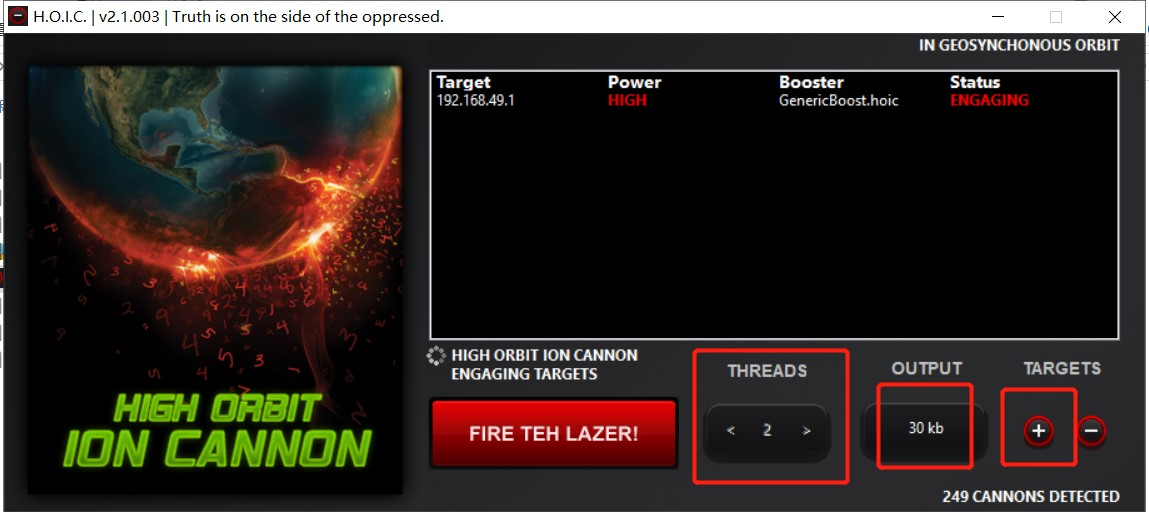 H.O.I.C. | v2.1.003 | Truth is on the side of the oppressed.
IN GEOSYNCHONOUS ORBIT
Target Power Booster Status
192.168.49.1 HIGH GenericBoost.hoic ENGAGING
HIGH ORBIT
ION CANNON
HIGH ORBIT ION CANNON
ENGAGING TARGETS
FIRE TEH LAZER!
THREADS
< 2 >
OUTPUT
30 kb
TARGETS
+ −
249 CANNONS DETECTED